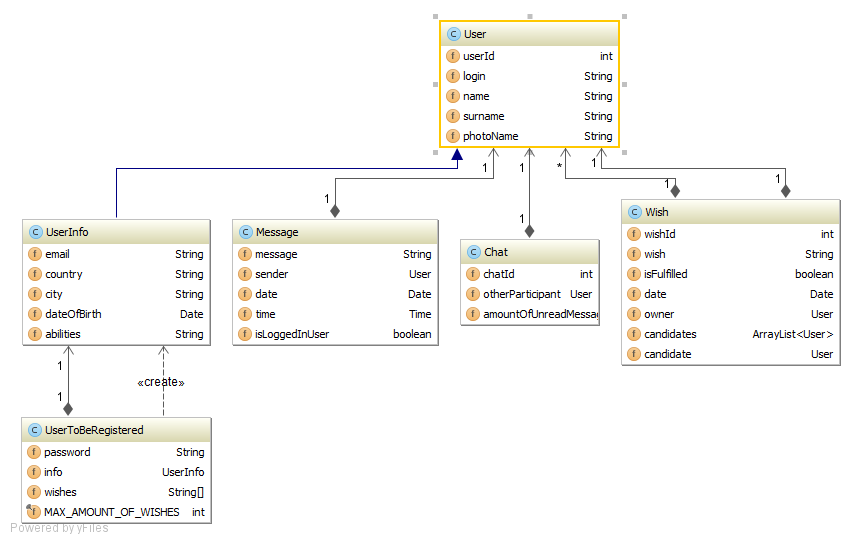 C User
f userId int
f login String
f name String
f surname String
f photoName String
1 1 * 1
1 1 1 1
C UserInfo
f email String
f country String
f city String
f dateOfBirth Date
f abilities String
C Message
f message String
f sender User
f date Date
f time Time
f isLoggedInUser boolean
C Chat
f chatId int
f otherParticipant User
f amountOfUnreadMessag
C Wish
f wishId int
f wish String
f isFulfilled boolean
f date Date
f owner User
f candidates ArrayList<User>
f candidate User
1
«create»
1
C UserToBeRegistered
f password String
f info UserInfo
f wishes String[]
f MAX_AMOUNT_OF_WISHES int
Powered by yFiles